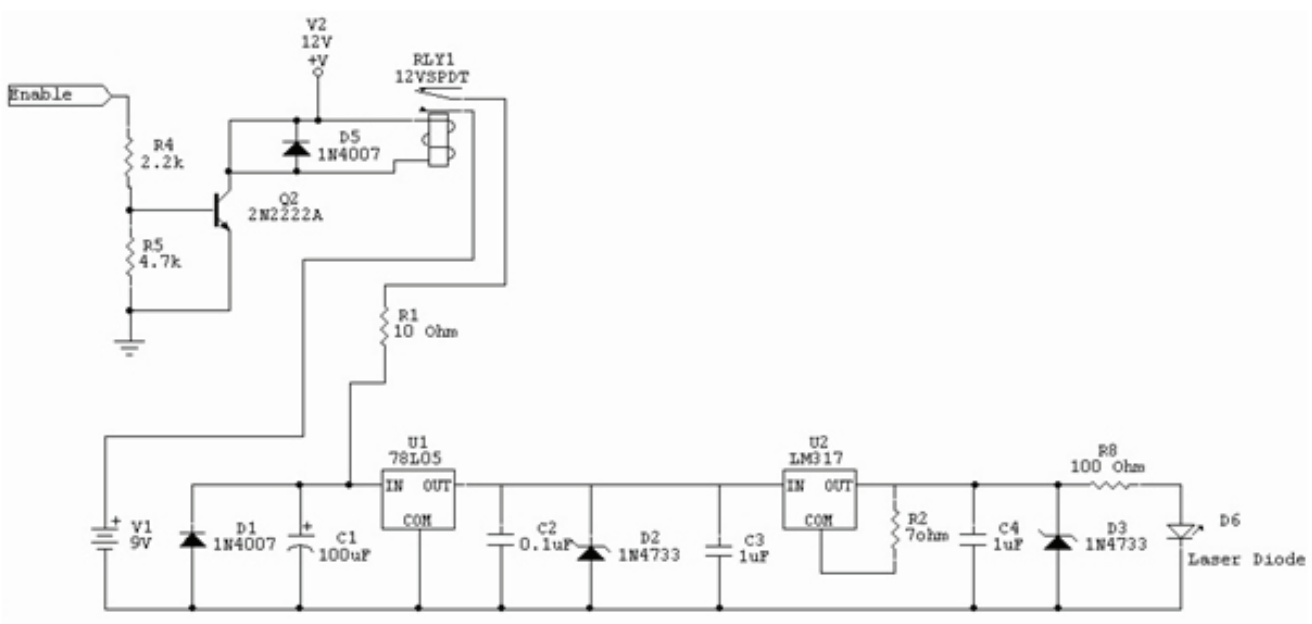 V2
12V
+V
RLY1
12VSPDT
Enable
R4
2.2k
D5
1N4007
Q2
2N2222A
R5
4.7k
R1
10 Ohm
U1
78L05
IN OUT
COM
U2
LM317
IN OUT
COM
R8
100 Ohm
V1
9V
D1
1N4007
C1
100uF
C2
0.1uF
D2
1N4733
C3
1uF
R2
7ohm
C4
1uF
D3
1N4733
D6
Laser Diode